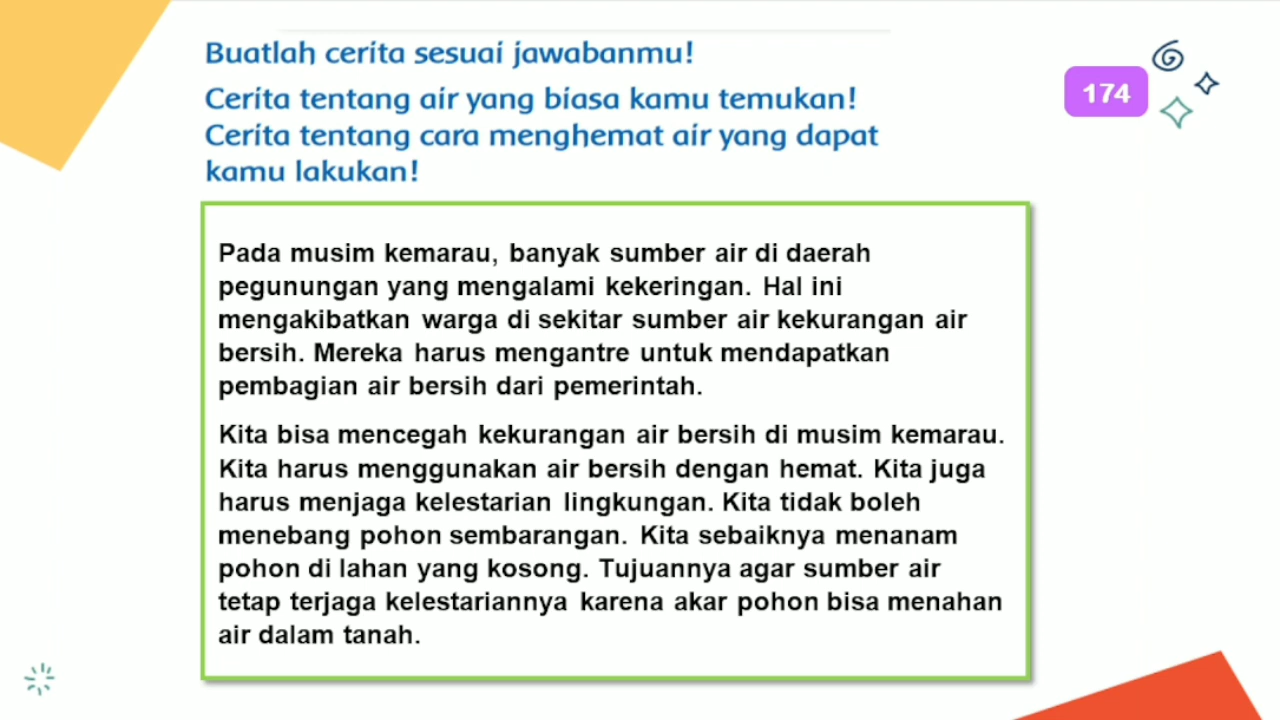 Buatlah cerita sesuai jawabanmu!
Cerita tentang air yang biasa kamu temukan!
Cerita tentang cara menghemat air yang dapat
kamu lakukan!
174
Pada musim kemarau, banyak sumber air di daerah
pegunungan yang mengalami kekeringan. Hal ini
mengakibatkan warga di sekitar sumber air kekurangan air
bersih. Mereka harus mengantre untuk mendapatkan
pembagian air bersih dari pemerintah.
Kita bisa mencegah kekurangan air bersih di musim kemarau.
Kita harus menggunakan air bersih dengan hemat. Kita juga
harus menjaga kelestarian lingkungan. Kita tidak boleh
menebang pohon sembarangan. Kita sebaiknya menanam
pohon di lahan yang kosong. Tujuannya agar sumber air
tetap terjaga kelestariannya karena akar pohon bisa menahan
air dalam tanah.